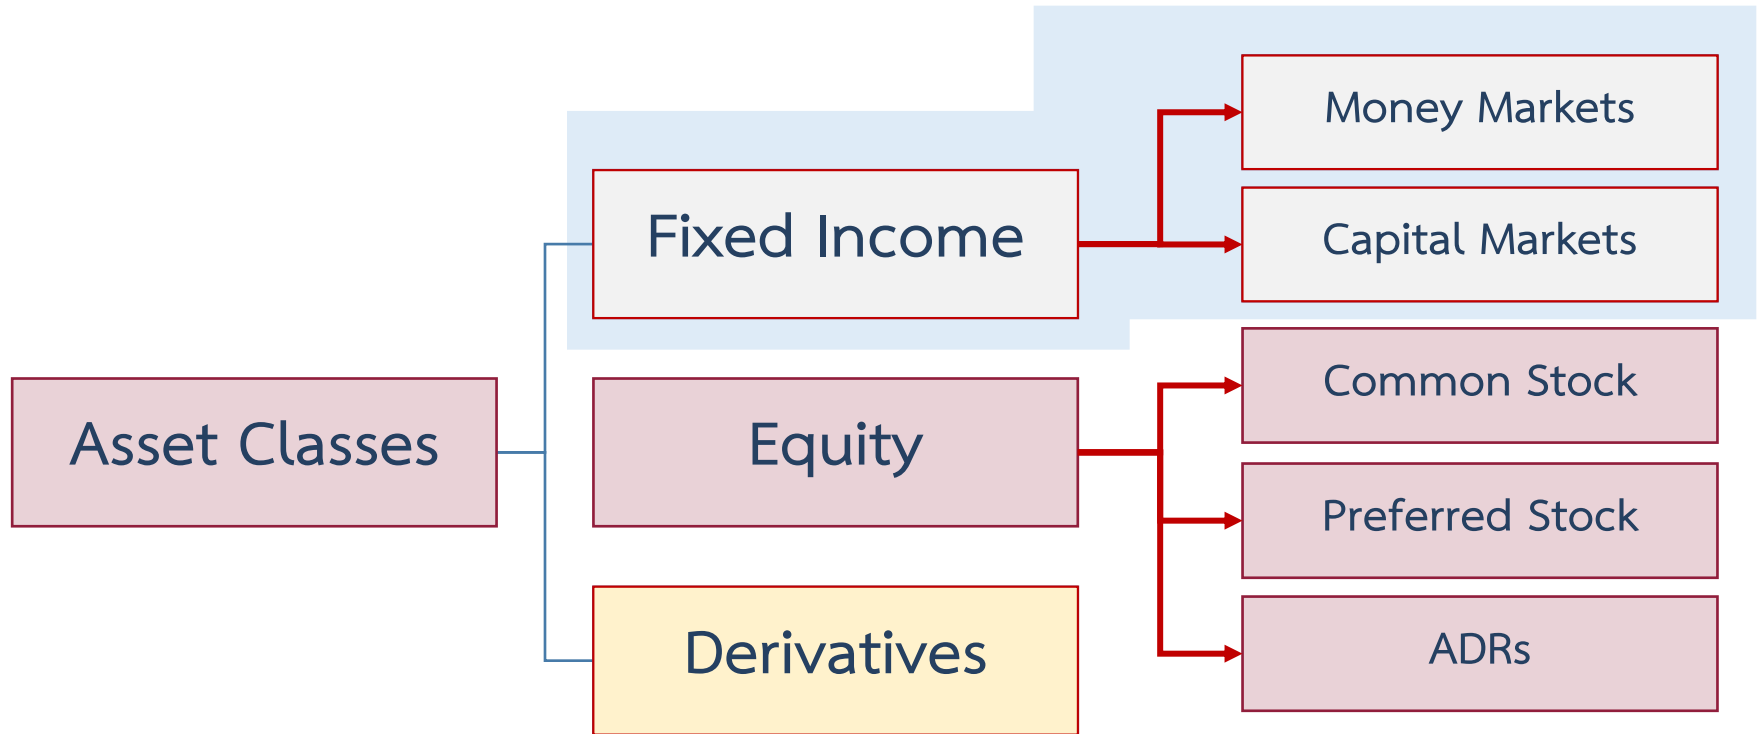 Asset Classes
Fixed Income
Money Markets
Capital Markets
Equity
Common Stock
Preferred Stock
ADRs
Derivatives